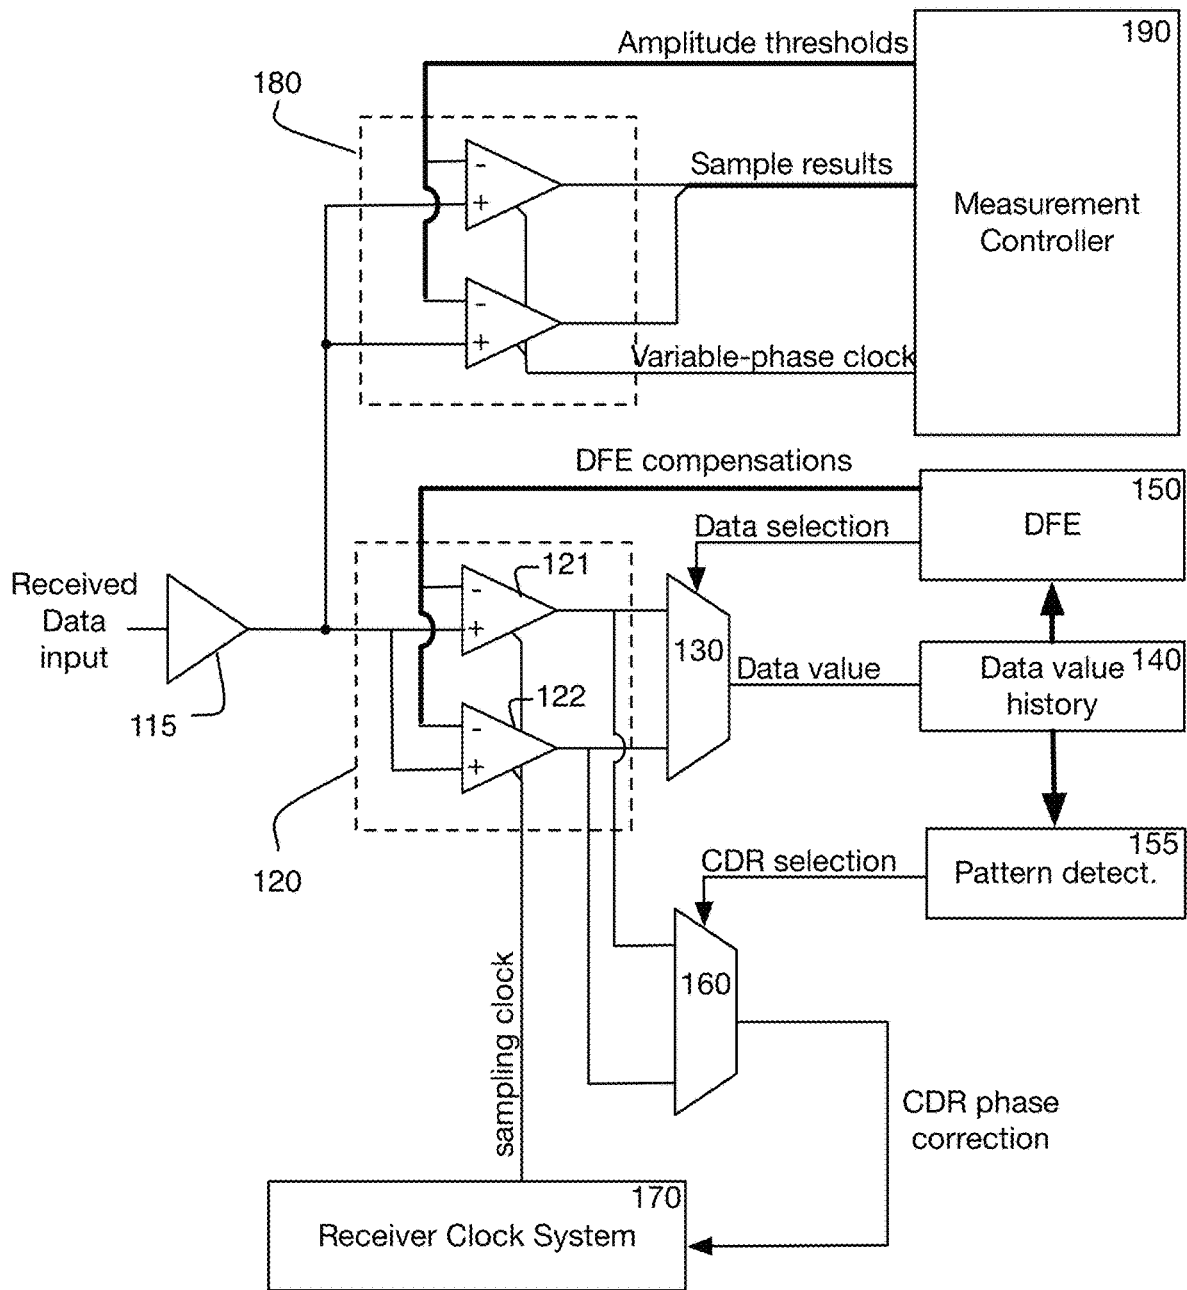 190
Amplitude thresholds
180
-
Sample results
+
Measurement
Controller
-
+
Variable-phase clock
DFE compensations
150
DFE
Data selection
121
Received
Data
input
-
+
130
140
Data value
history
Data value
122
115
-
+
155
Pattern detect.
CDR selection
120
160
sampling clock
CDR phase
correction
170
Receiver Clock System